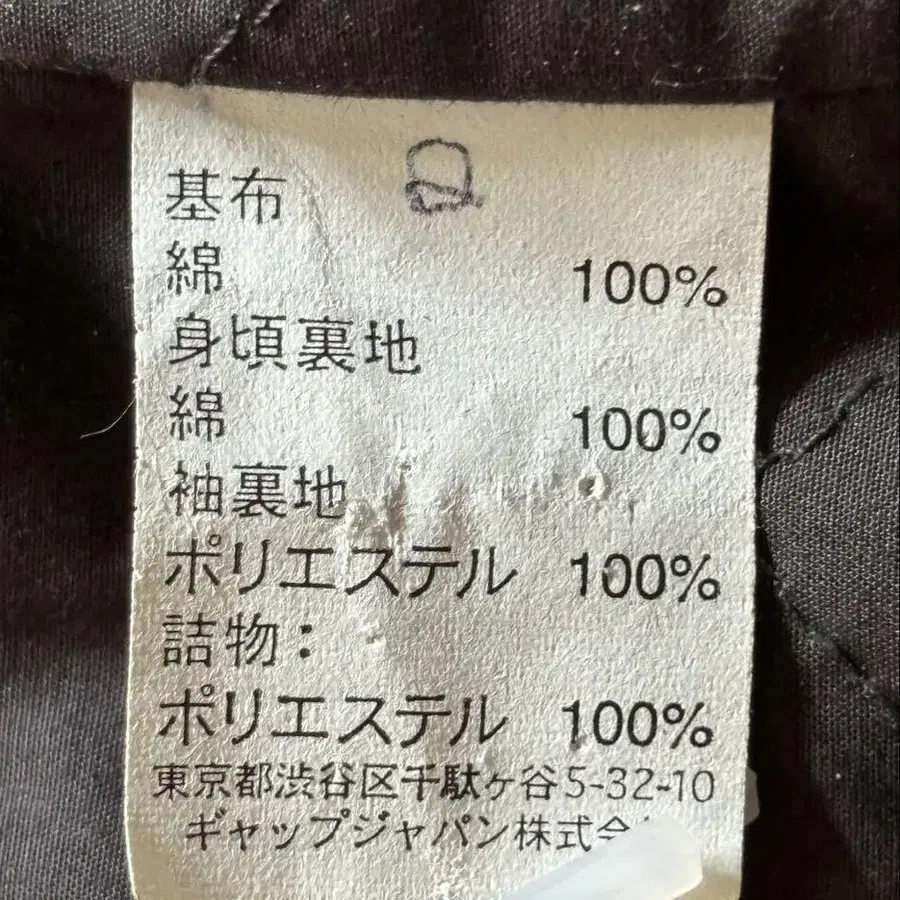 基布
綿 100%
身頃裏地
綿 100%
袖裏地
ポリエステル 100%
詰物:
ポリエステル 100%
東京都渋谷区千駄ヶ谷5-32-10
ギャップジャパン株式会